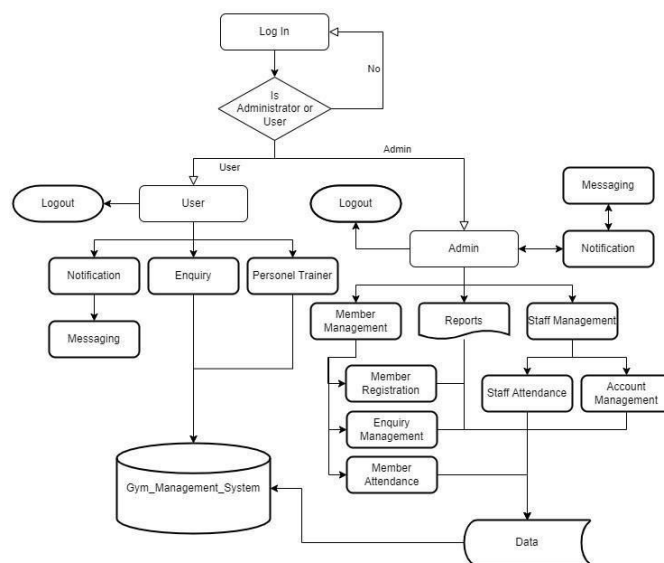 Log In
No
Is
Administrator or
User
Admin
User
Messaging
Logout
User
Logout
Admin
Notification
Notification
Enquiry
Personel Trainer
Member
Management
Reports
Staff Management
Messaging
Member
Registration
Staff Attendance
Account
Management
Enquiry
Management
Member
Attendance
Gym_Management_System
Data